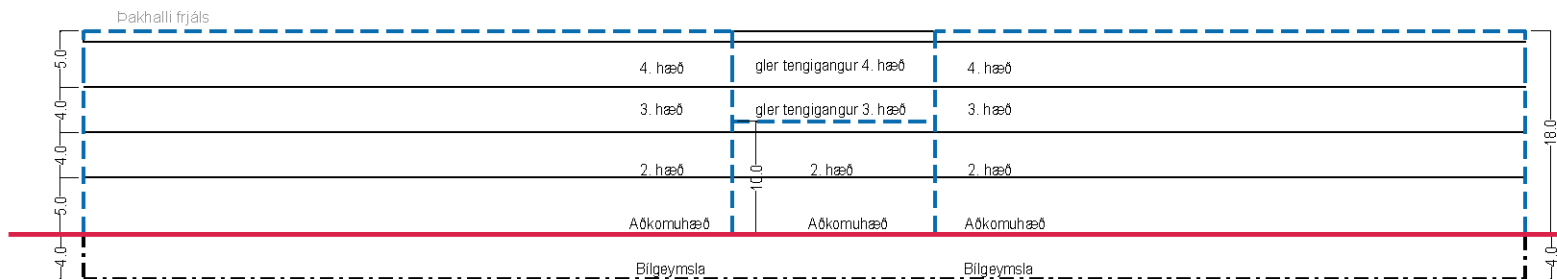 Þakhalli frjáls
5.0
4. hæð gler tengigangur 4. hæð 4. hæð
4.0
3. hæð gler tengigangur 3. hæð 3. hæð
18.0
4.0
2. hæð 2. hæð 2. hæð
10.0
5.0
Aðkomuhæð Aðkomuhæð Aðkomuhæð
4.0 4.0
Bílgeymsla Bílgeymsla